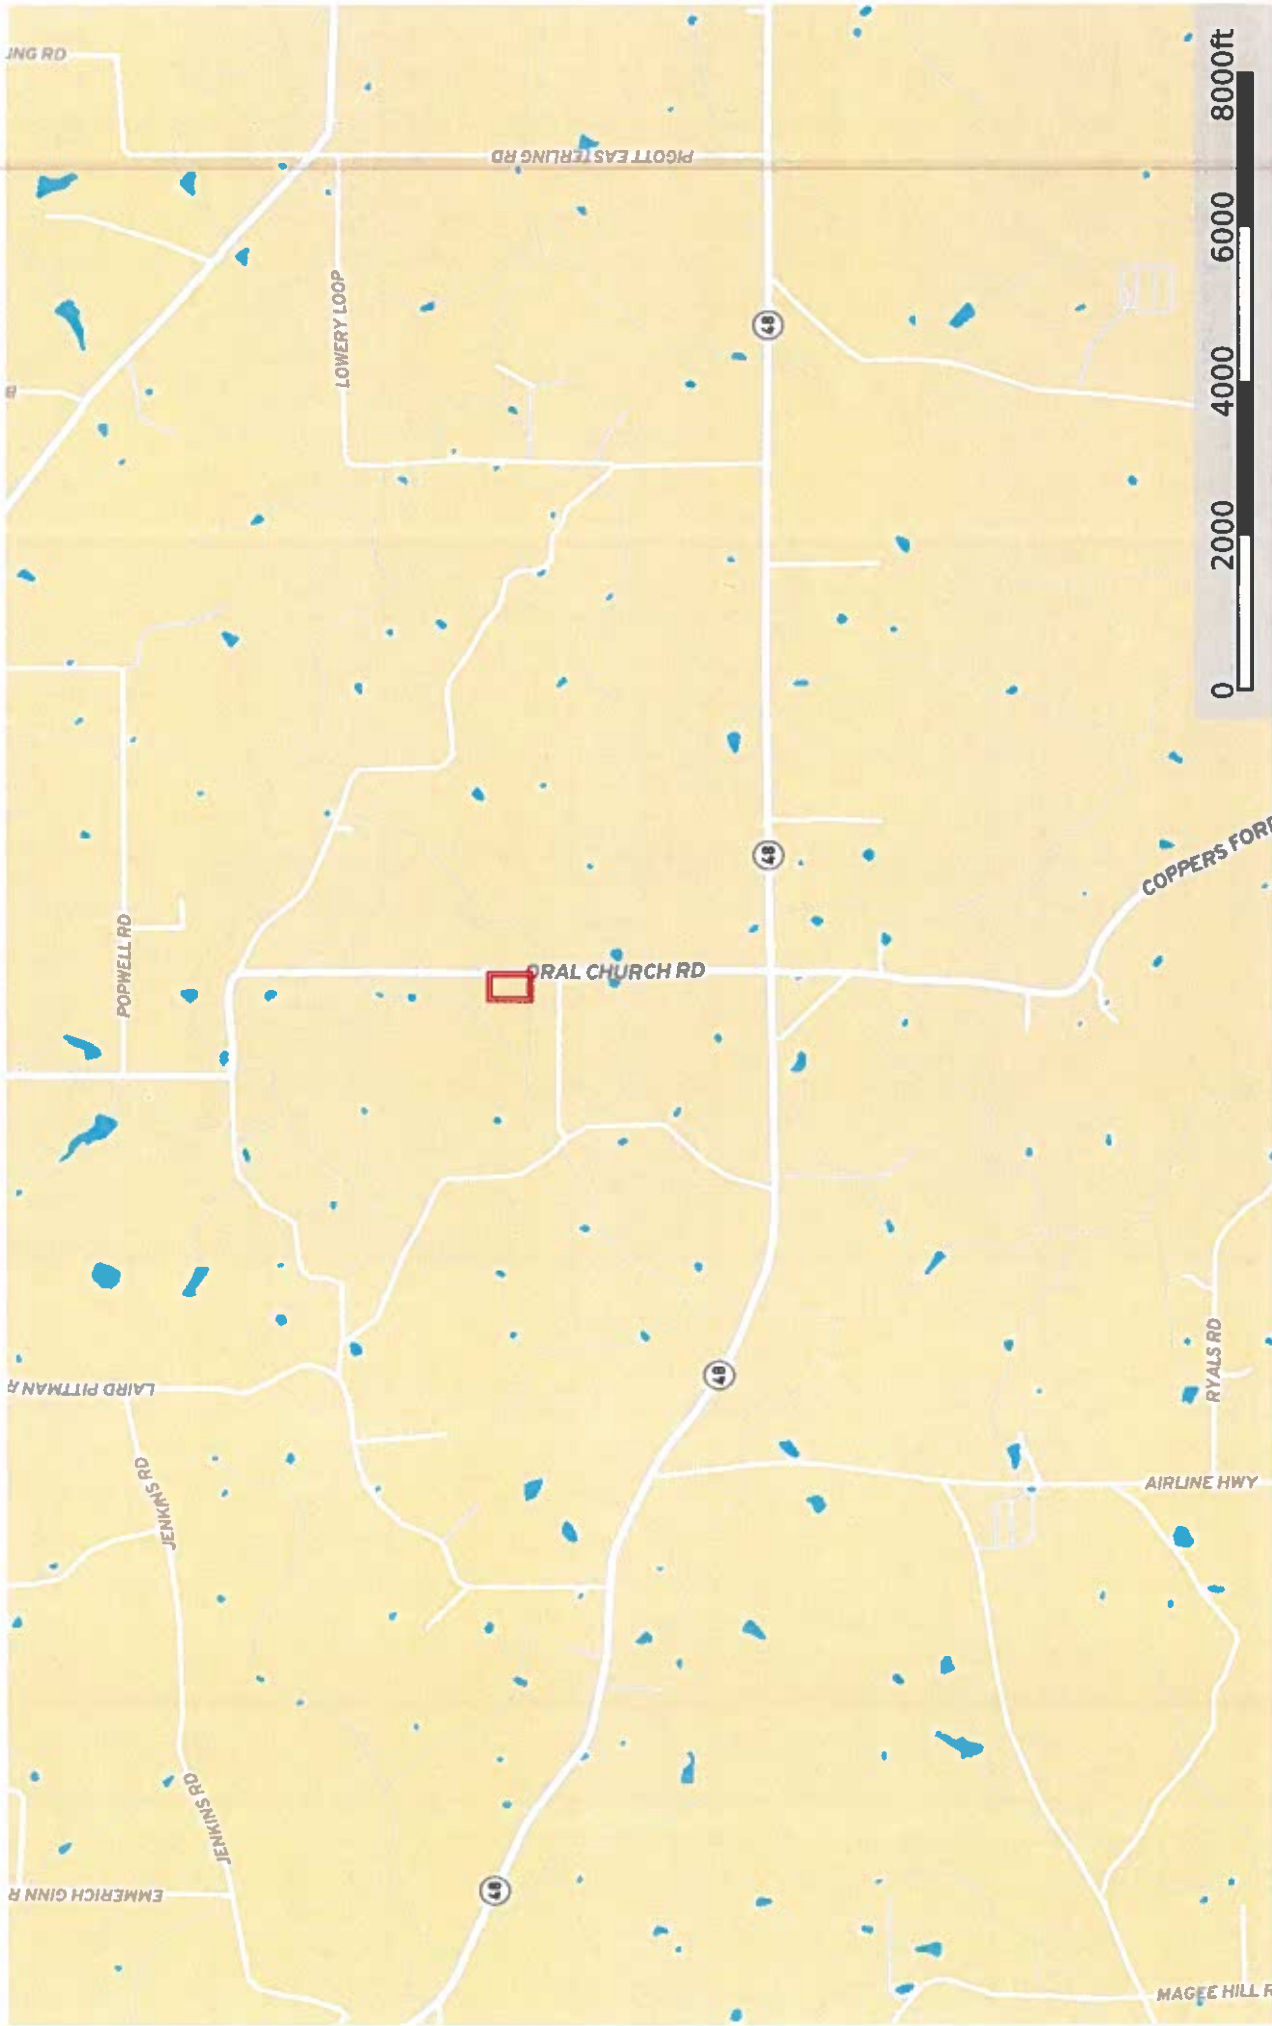 ING RD
PIGOTT EASTERLING RD
8000ft
6000
LOWERY LOOP
48
B
4000
2000
0
48
COPPERS FORD
POPWELL RD
ORAL CHURCH RD
LAIRD PITTMAN R
48
RYALS RD
JENKINS RD
AIRLINE HWY
JENKINS RD
EMMERICH GINN R
48
MAGEE HILL R